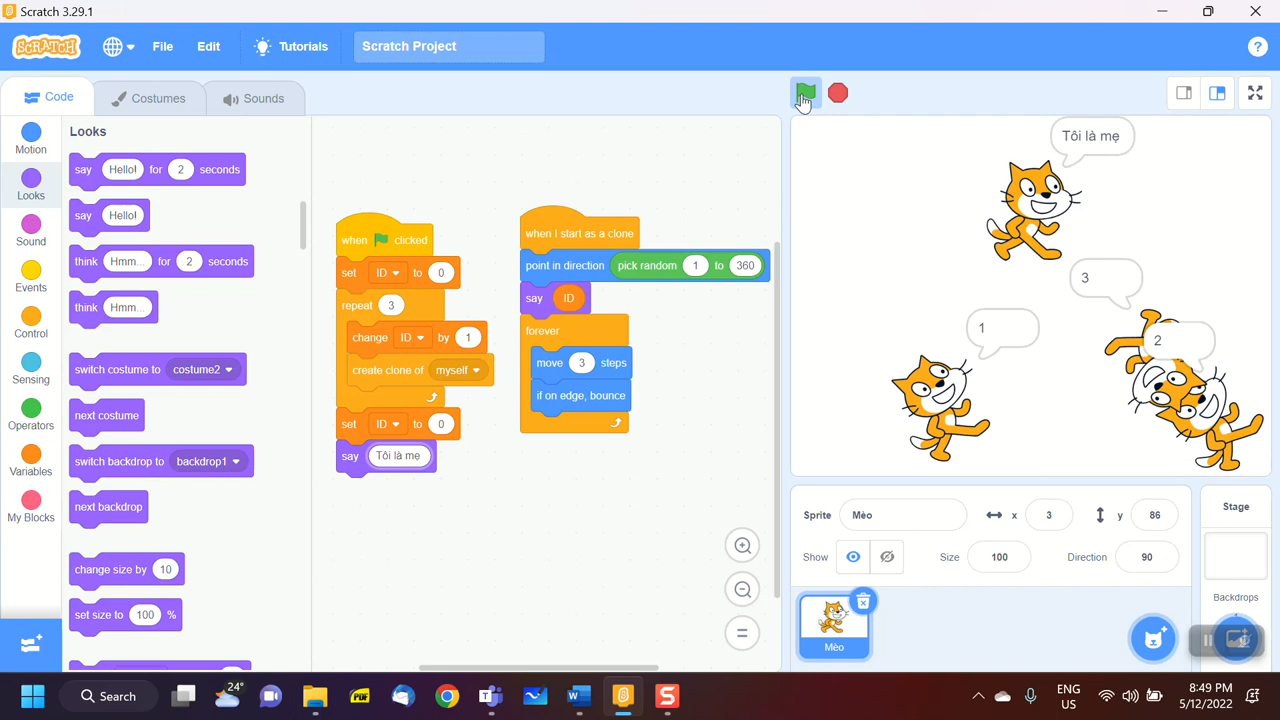 Scratch 3.29.1
SCRATCH
File
Edit
Tutorials
Scratch Project
?
Code
Costumes
Sounds
Motion
Looks
Sound
Events
Control
Sensing
Operators
Variables
My Blocks
Looks
say Hello! for 2 seconds
say Hello!
think Hmm... for 2 seconds
think Hmm...
switch costume to costume2
next costume
switch backdrop to backdrop1
next backdrop
change size by 10
set size to 100 %
when clicked
set ID to 0
repeat 3
change ID by 1
create clone of myself
set ID to 0
say Tôi là mẹ
when I start as a clone
point in direction pick random 1 to 360
say ID
forever
move 3 steps
if on edge, bounce
Tôi là mẹ
3
1
2
Sprite Mèo x 3 y 86
Show Size 100 Direction 90
Mèo
Stage
Backdrops
24°
Search
PDF
ENG
US
8:49 PM
5/12/2022